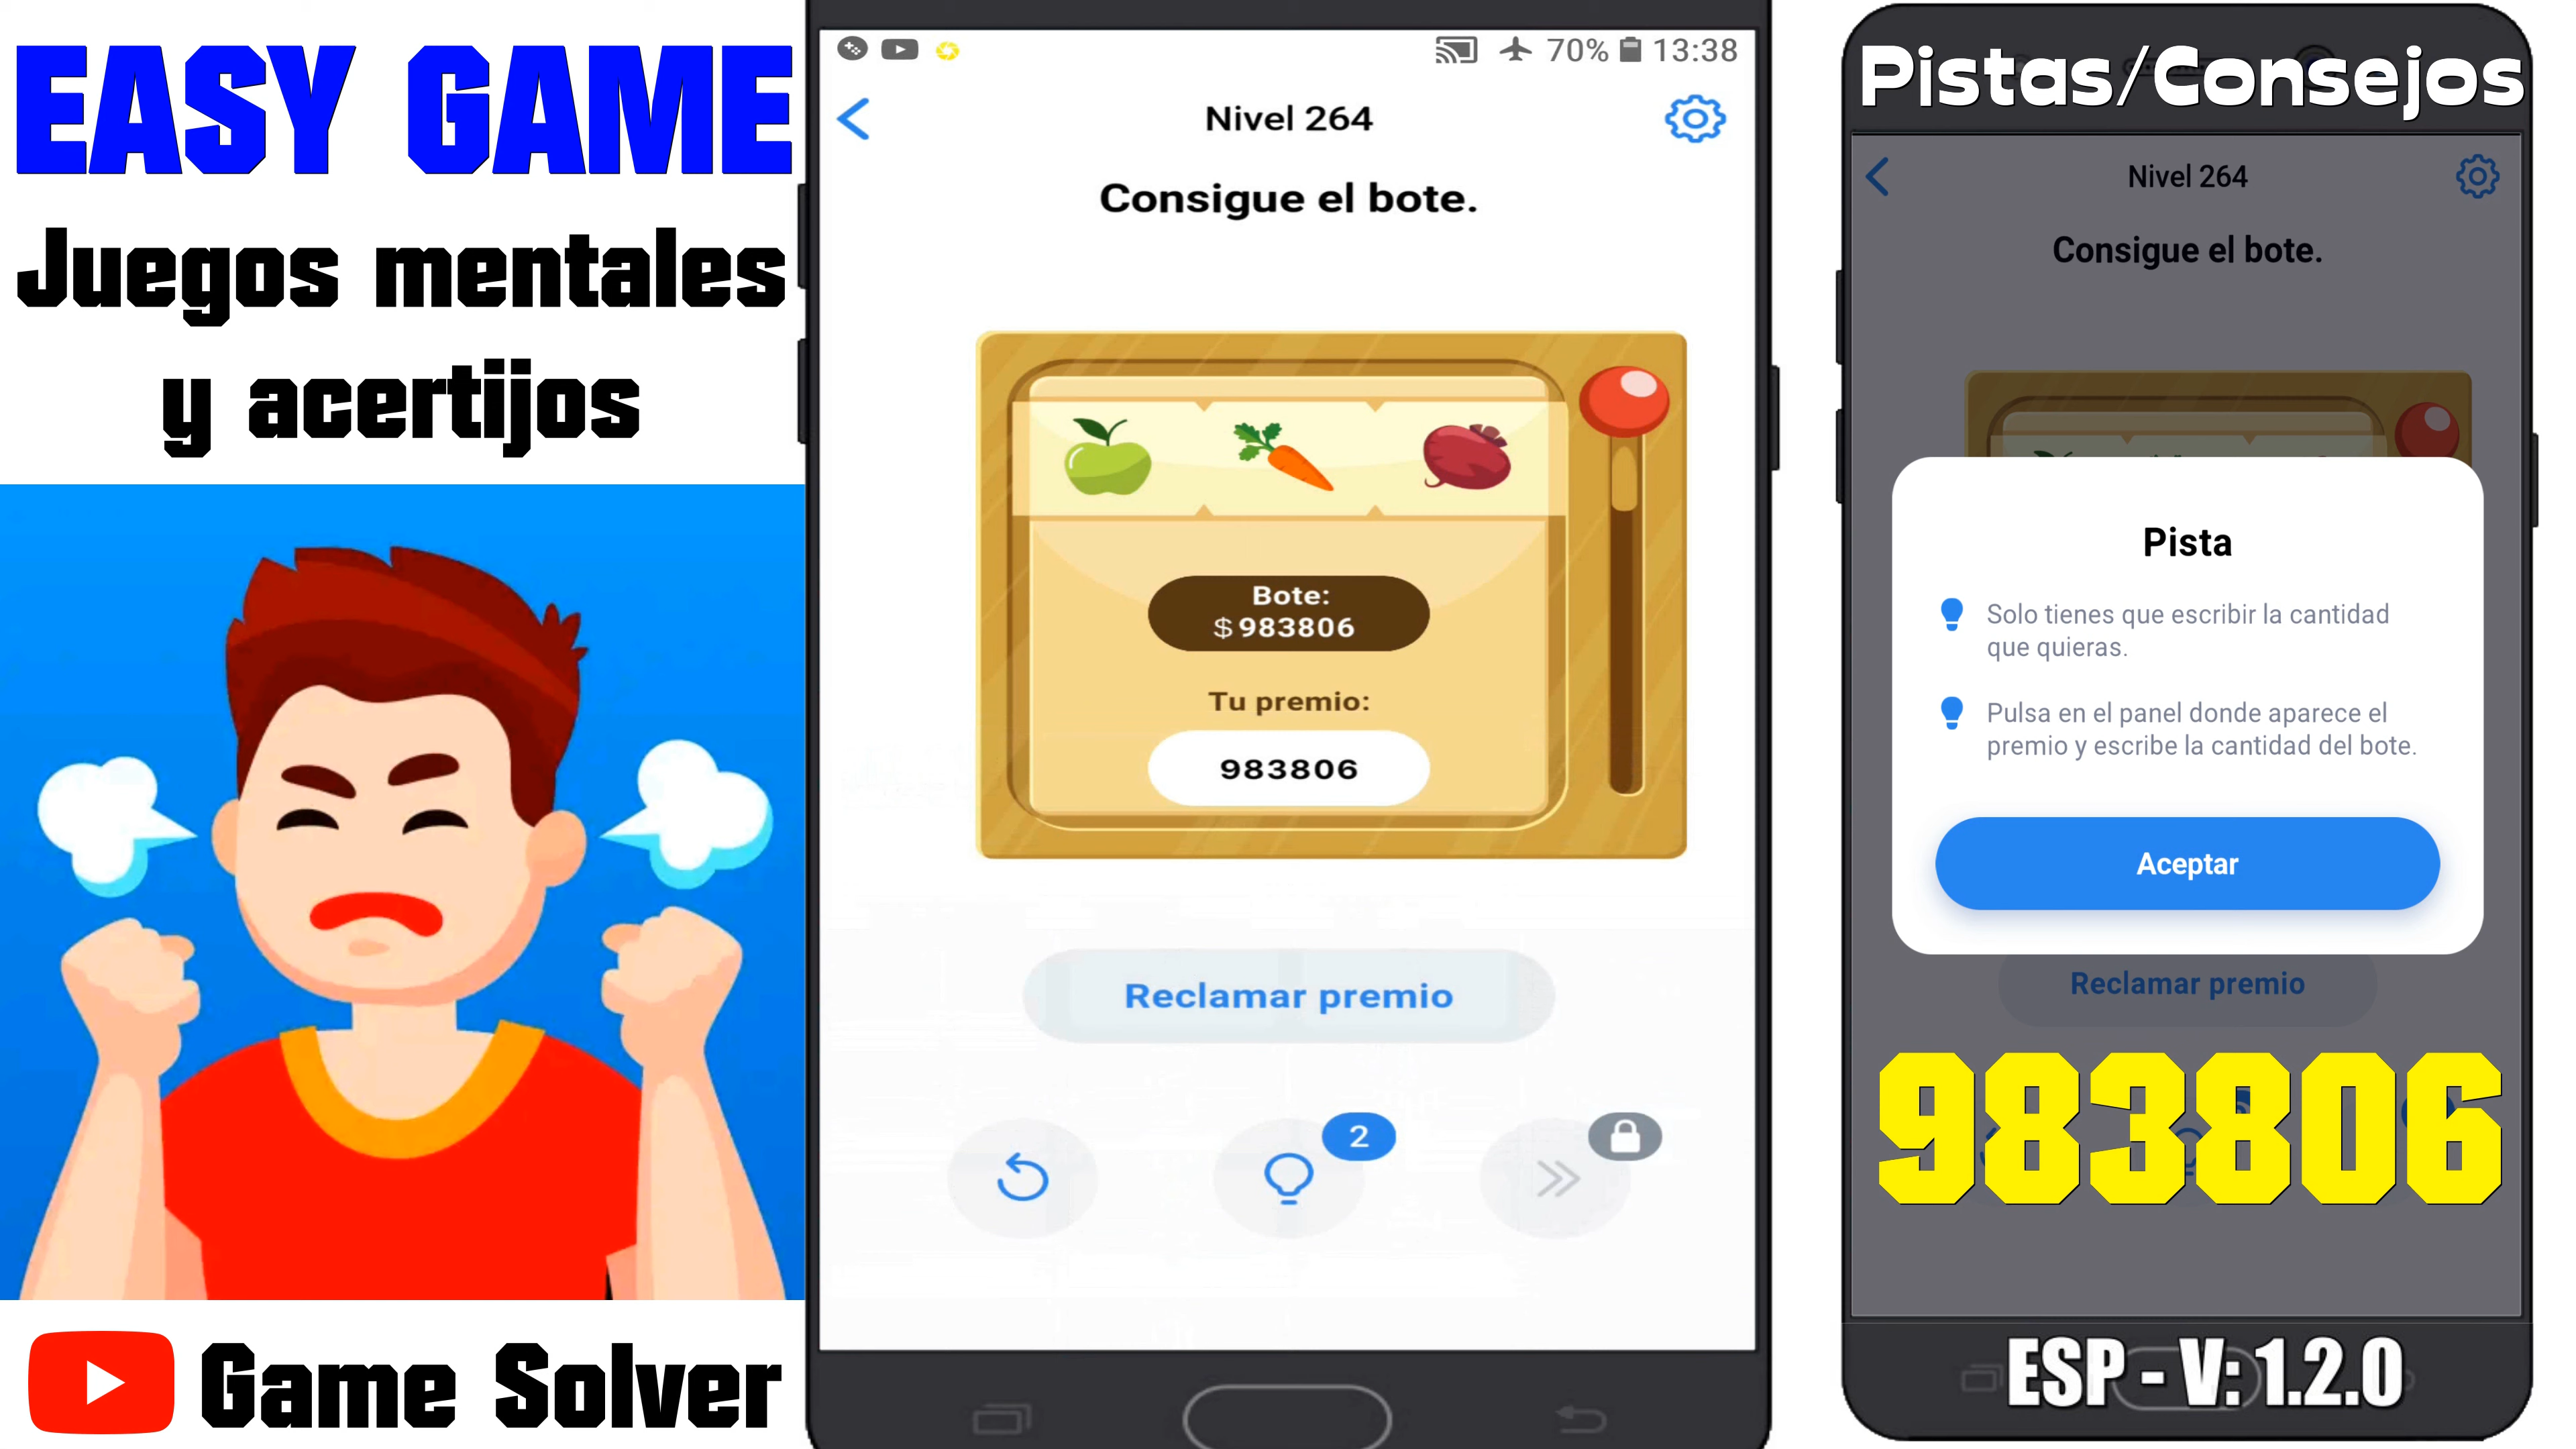 EASY GAME
Juegos mentales
y acertijos
Game Solver
70% 13:38
Nivel 264
Consigue el bote.
Bote:
$983806
Tu premio:
983806
Reclamar premio
2
Pistas/Consejos
Nivel 264
Consigue el bote.
Pista
Solo tienes que escribir la cantidad
que quieras.
Pulsa en el panel donde aparece el
premio y escribe la cantidad del bote.
Aceptar
Reclamar premio
983806
ESP - V: 1.2.0